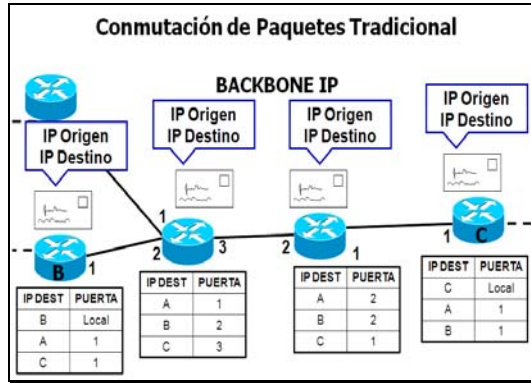 Conmutación de Paquetes Tradicional
BACKBONE IP
IP Origen
IP Destino
IP Origen
IP Destino
IP Origen
IP Destino
IP Origen
IP Destino
1
2
3
2
1
1
C
B
1
IP DEST PUERTA
B Local
A 1
C 1
IP DEST PUERTA
A 1
B 2
C 3
IP DEST PUERTA
A 2
B 2
C 1
IP DEST PUERTA
C Local
A 1
B 1